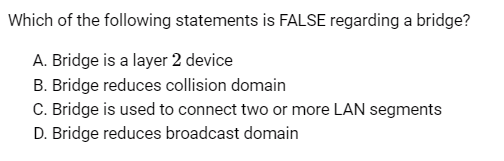 Which of the following statements is FALSE regarding a bridge?
A. Bridge is a layer 2 device
B. Bridge reduces collision domain
C. Bridge is used to connect two or more LAN segments
D. Bridge reduces broadcast domain